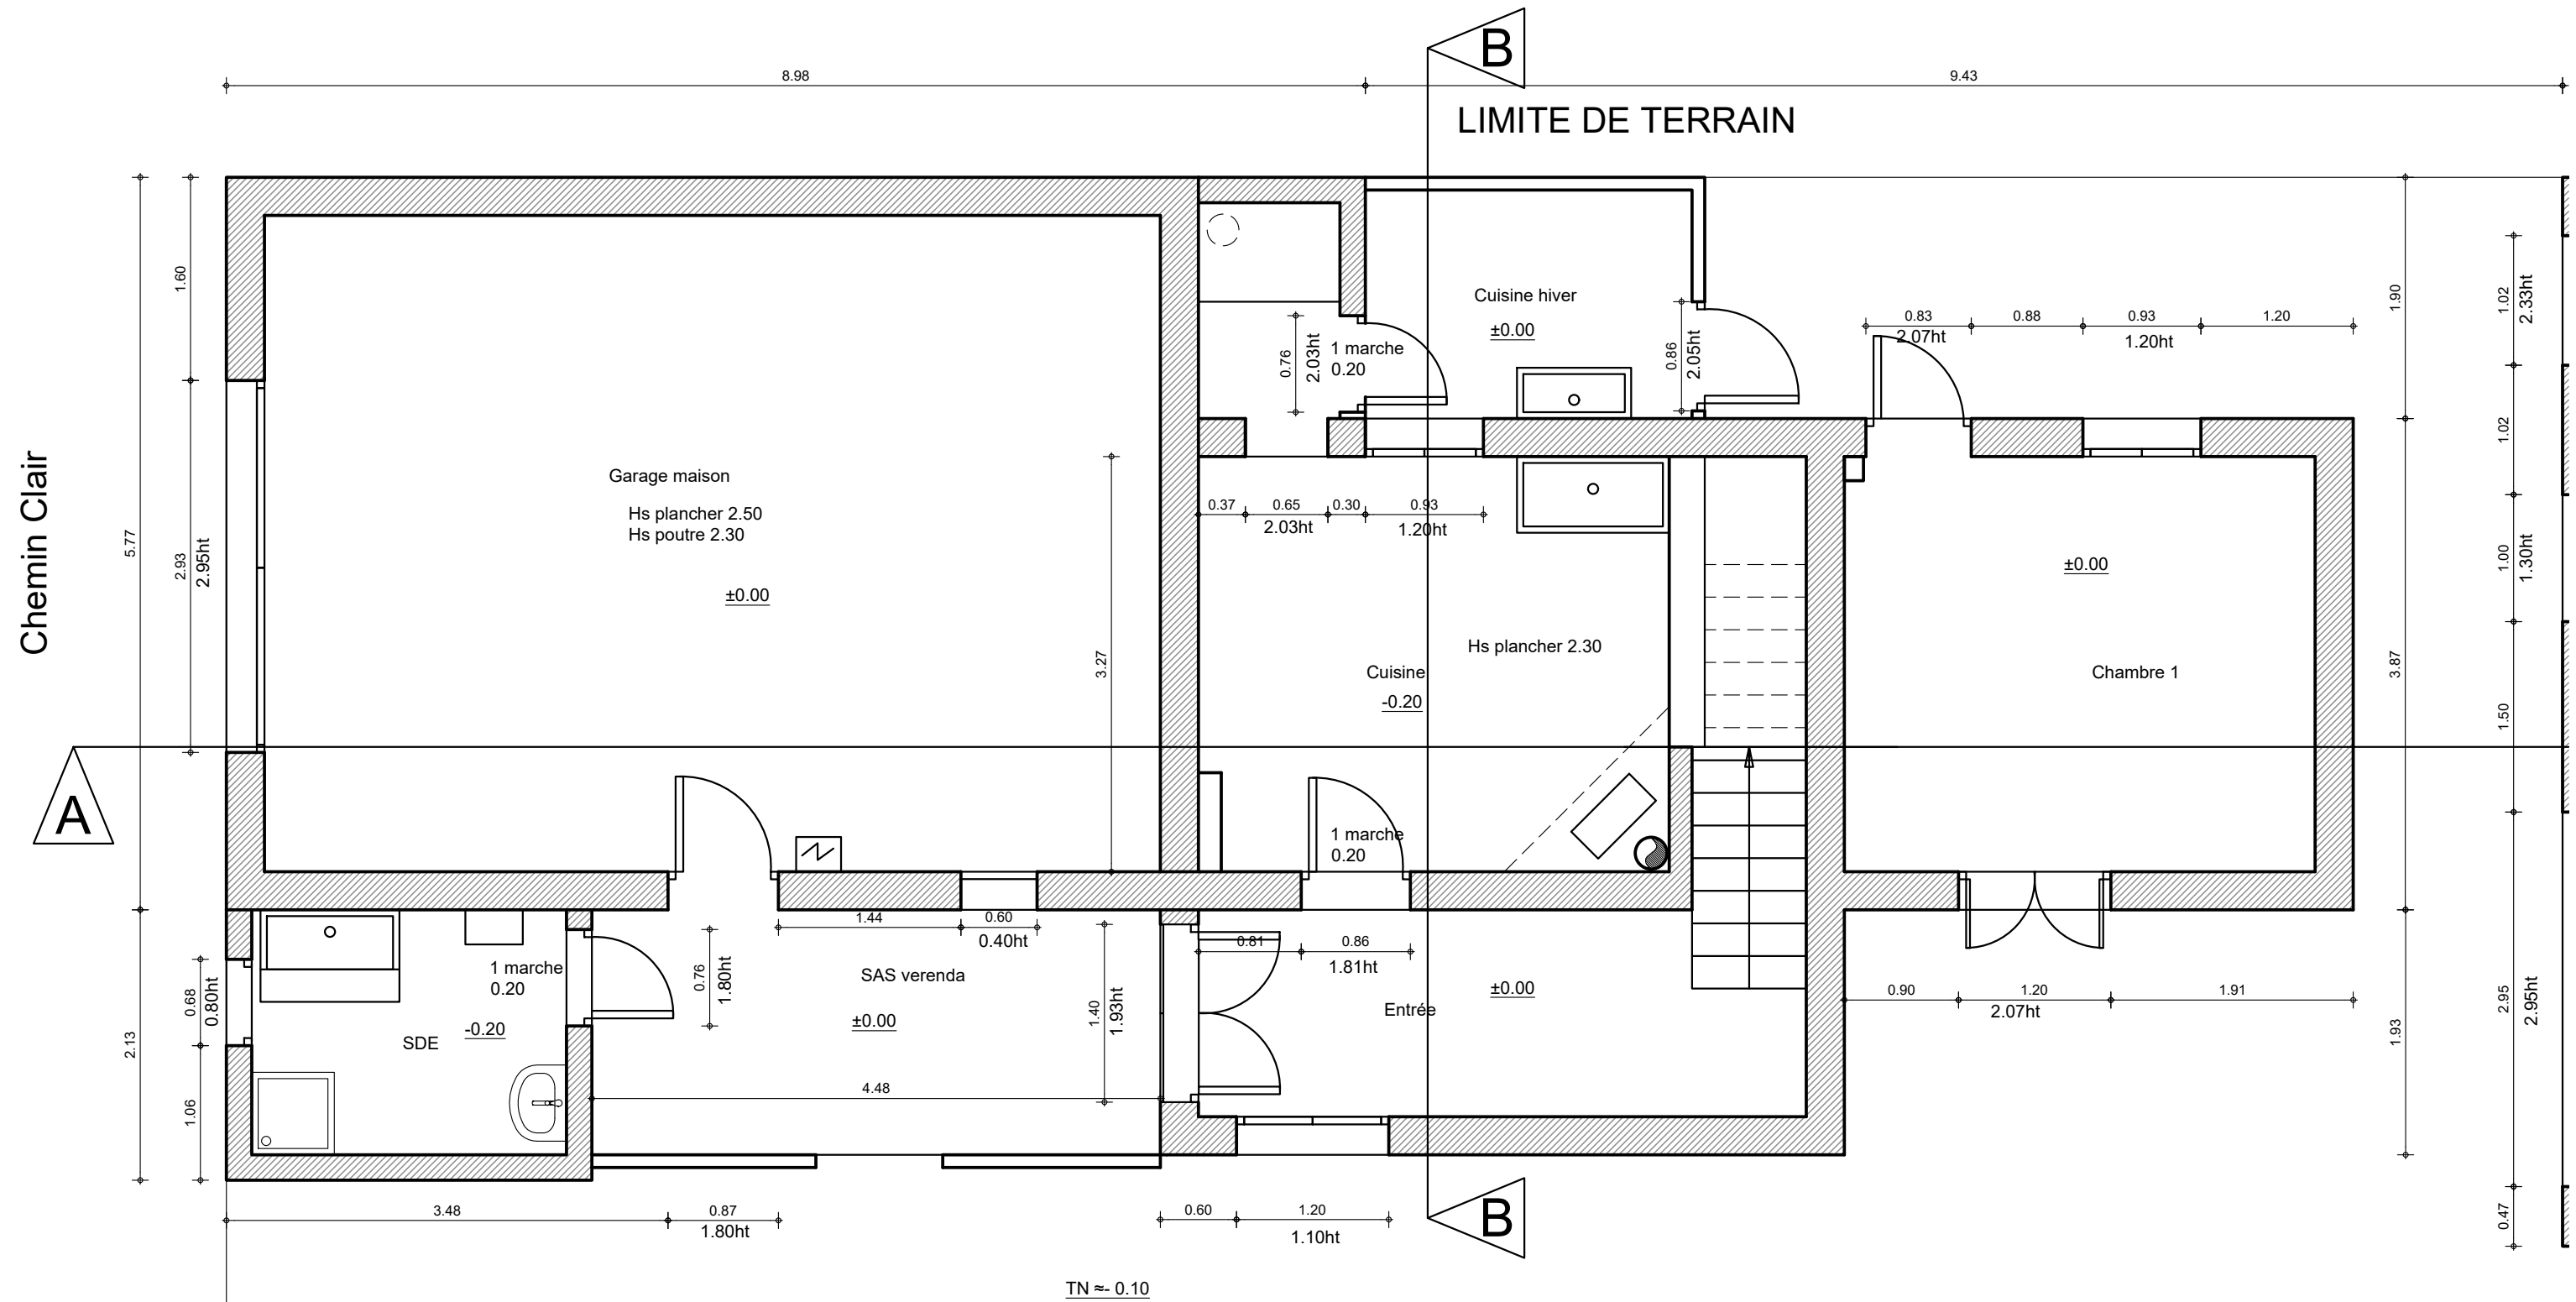 B
8.98
9.43
LIMITE DE TERRAIN
Chemin Clair
5.77
1.60
2.93
2.95ht
Garage maison
Hs plancher 2.50
Hs poutre 2.30
±0.00
3.27
Cuisine hiver
±0.00
0.76
2.03ht
1 marche
0.20
0.86
2.05ht
0.83
0.88
0.93
1.20
2.07ht
1.20ht
1.90
1.02
2.33ht
1.02
1.00
1.30ht
1.50
0.37
0.65
0.30
0.93
2.03ht
1.20ht
Hs plancher 2.30
Cuisine
-0.20
±0.00
Chambre 1
3.87
A
1 marche
0.20
1.44
0.60
0.40ht
0.81
0.86
1.81ht
0.68
0.80ht
2.13
1.06
1 marche
0.20
-0.20
SDE
0.76
1.80ht
SAS verenda
±0.00
1.40
1.93ht
4.48
±0.00
Entrée
0.90
1.20
1.91
2.07ht
1.93
2.95
2.95ht
0.47
3.48
0.87
1.80ht
0.60
1.20
1.10ht
B
TN ≈- 0.10